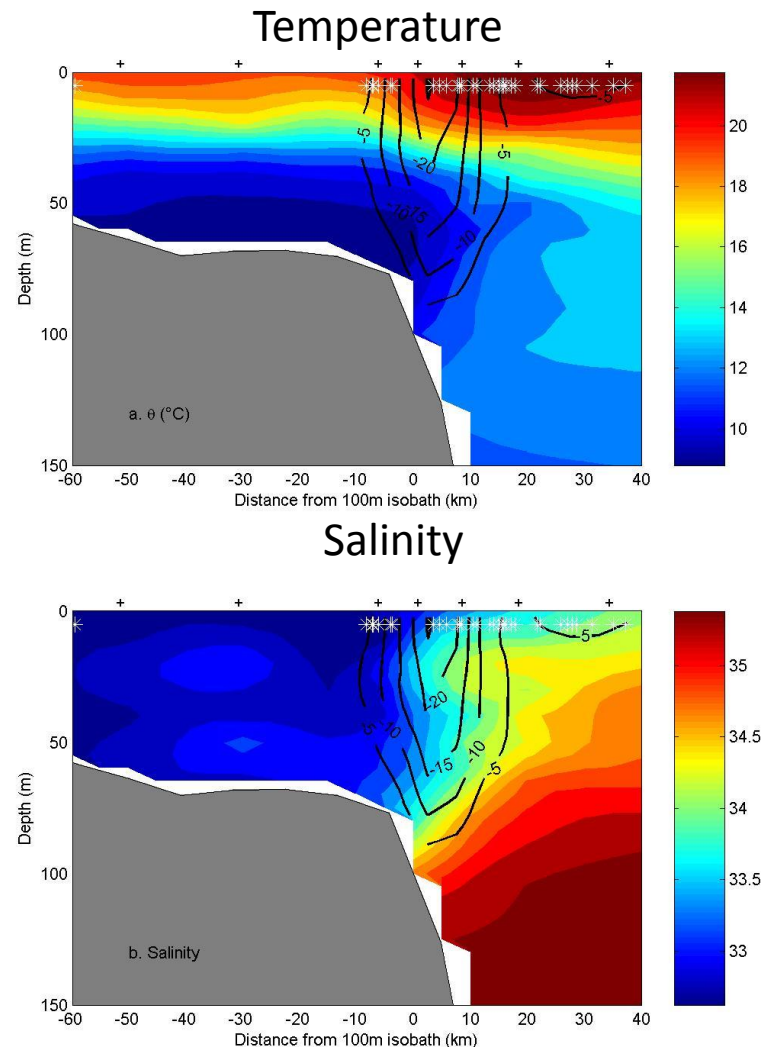 Temperature
+ + + + + + +
0
50
100
150
Depth (m)
-5
-20
-10
-15
-10
-5
-5
a. θ (°C)
-60 -50 -40 -30 -20 -10 0 10 20 30 40
Distance from 100m isobath (km)
20
18
16
14
12
10
Salinity
+ + + + + + +
0
50
100
150
Depth (m)
-5
-10
-20
-15
-10
-5
-5
b. Salinity
-60 -50 -40 -30 -20 -10 0 10 20 30 40
Distance from 100m isobath (km)
35
34.5
34
33.5
33